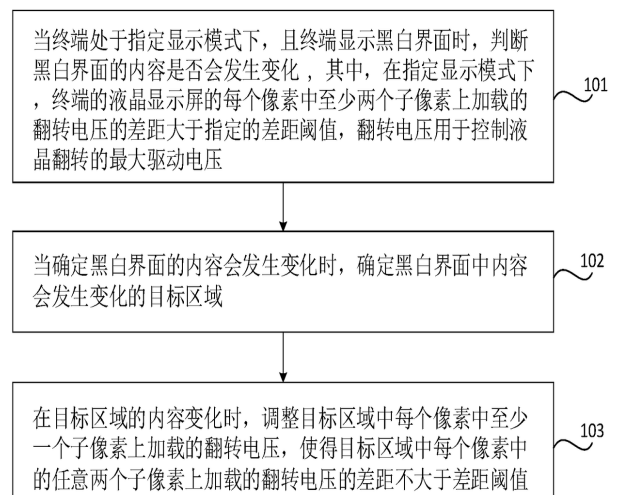 当终端处于指定显示模式下，且终端显示黑白界面时，判断
黑白界面的内容是否会发生变化，其中，在指定显示模式下
，终端的液晶显示屏的每个像素中至少两个子像素上加载的
翻转电压的差距大于指定的差距阈值，翻转电压用于控制液
晶翻转的最大驱动电压
101
当确定黑白界面的内容会发生变化时，确定黑白界面中内容
会发生变化的目标区域
102
在目标区域的内容变化时，调整目标区域中每个像素中至少
一个子像素上加载的翻转电压，使得目标区域中每个像素中
的任意两个子像素上加载的翻转电压的差距不大于差距阈值
103